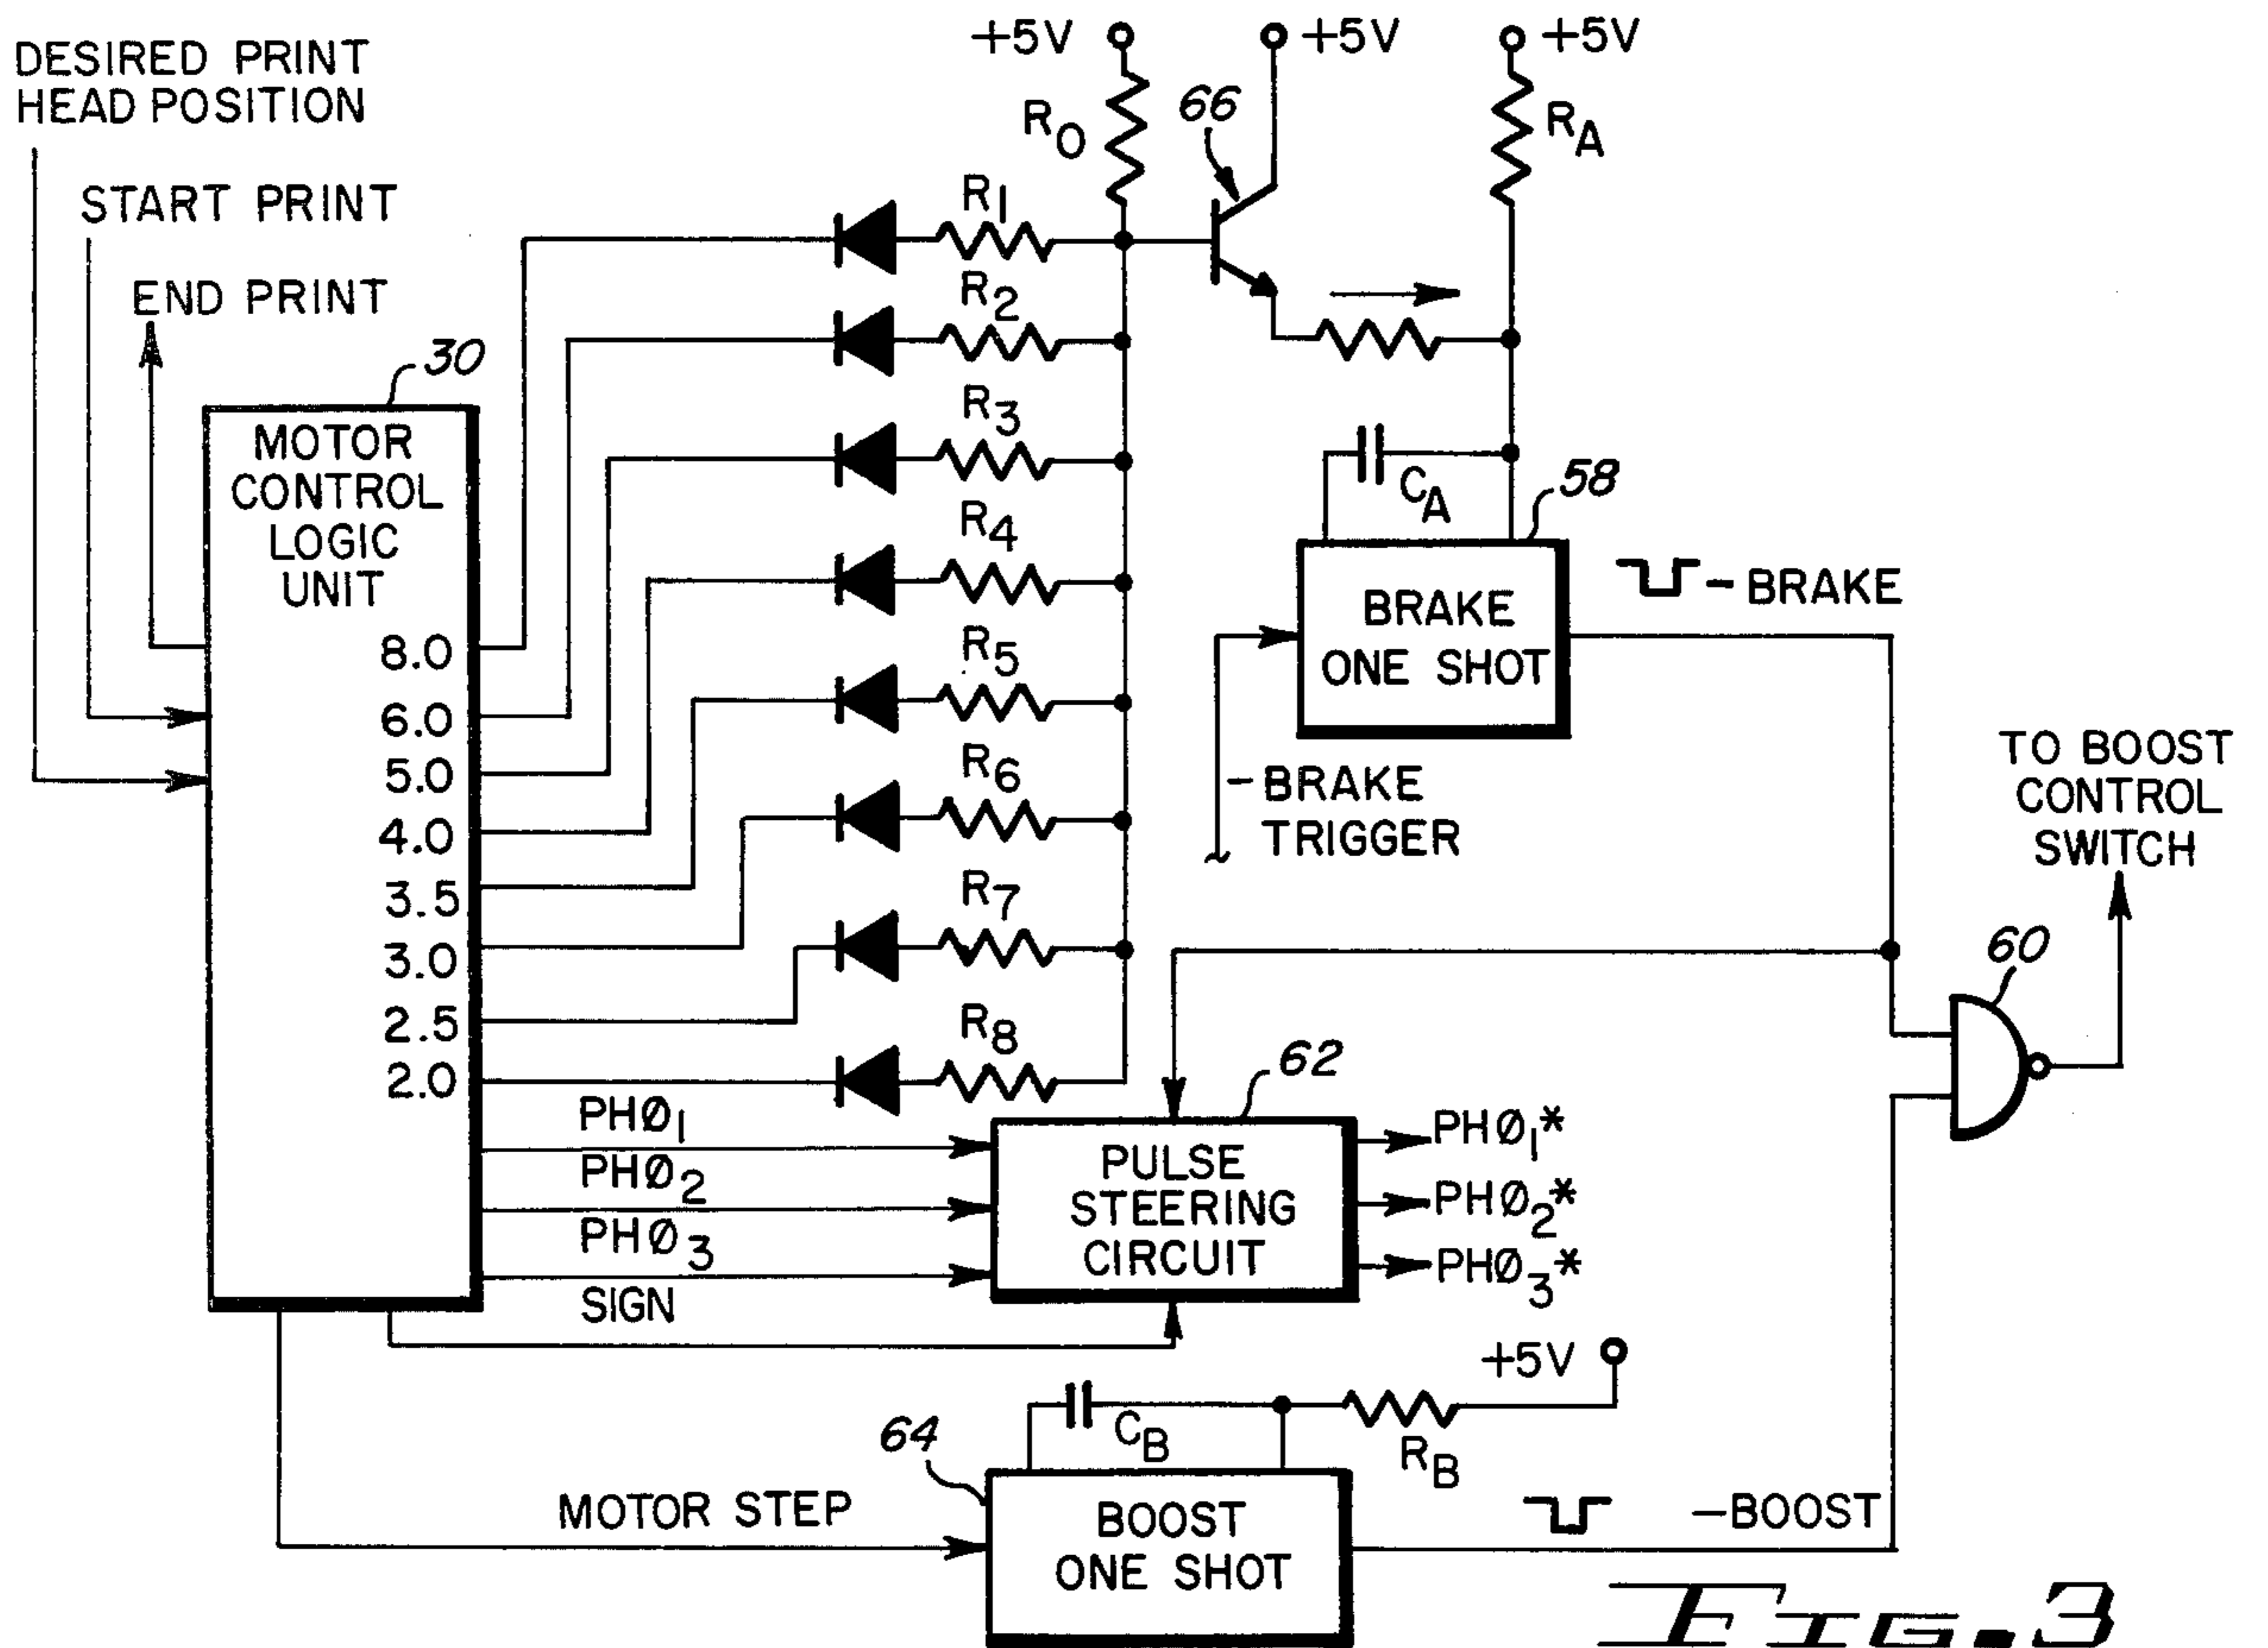 DESIRED PRINT
HEAD POSITION
START PRINT
END PRINT
30
MOTOR
CONTROL
LOGIC
UNIT
8.0
6.0
5.0
4.0
3.5
3.0
2.5
2.0
+5V
+5V
+5V
R0
66
RA
R1
R2
R3
R4
R5
R6
R7
R8
CA
58
BRAKE
ONE SHOT
-BRAKE
-BRAKE
TRIGGER
TO BOOST
CONTROL
SWITCH
60
62
PHØ1
PHØ2
PHØ3
SIGN
PULSE
STEERING
CIRCUIT
PHØ1*
PHØ2*
PHØ3*
+5V
CB
RB
64
MOTOR STEP
BOOST
ONE SHOT
-BOOST
FIG.3